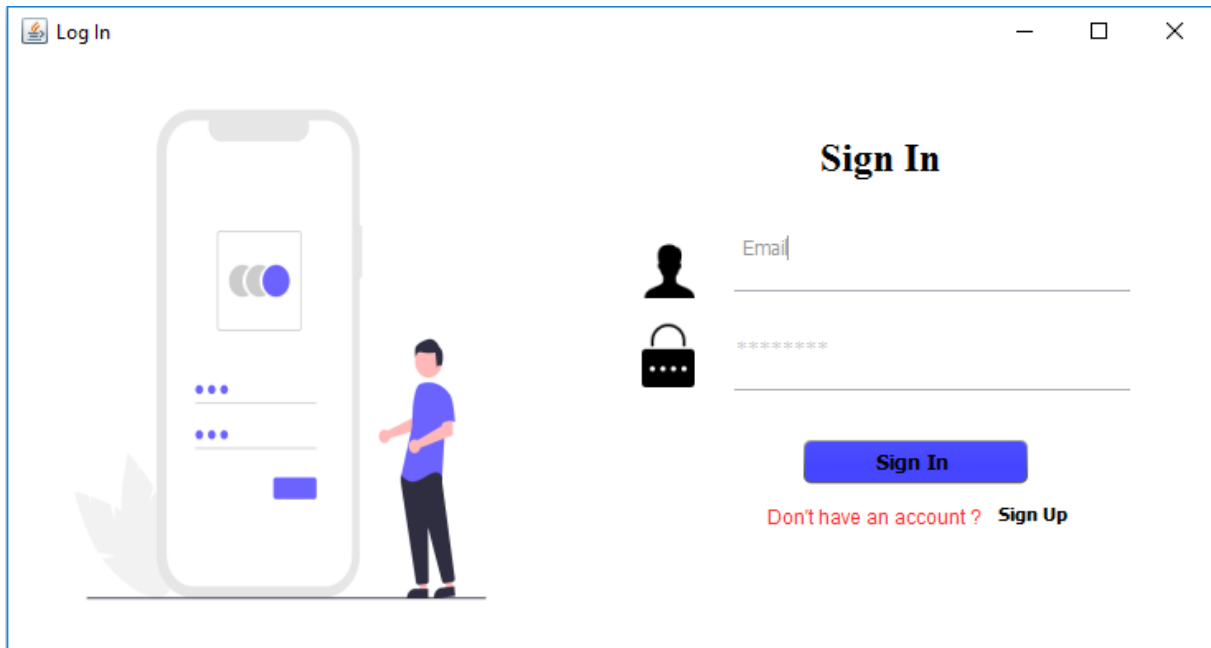 Log In
Sign In
Email
********
Sign In
Don't have an account ? Sign Up